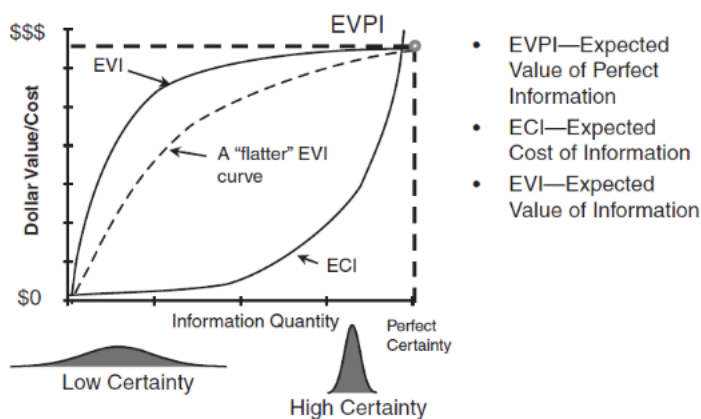 EVPI
$$$
EVI
A “flatter” EVI
curve
ECI
Dollar Value/Cost
$0
Information Quantity
Perfect
Certainty
Low Certainty
High Certainty
• EVPI—Expected
Value of Perfect
Information
• ECI—Expected
Cost of Information
• EVI—Expected
Value of Information